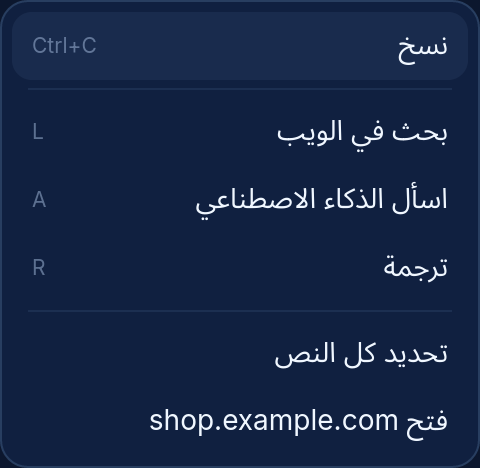 نسخ Ctrl+C
بحث في الويب L
اسأل الذكاء الاصطناعي A
ترجمة R
تحديد كل النص
فتح shop.example.com